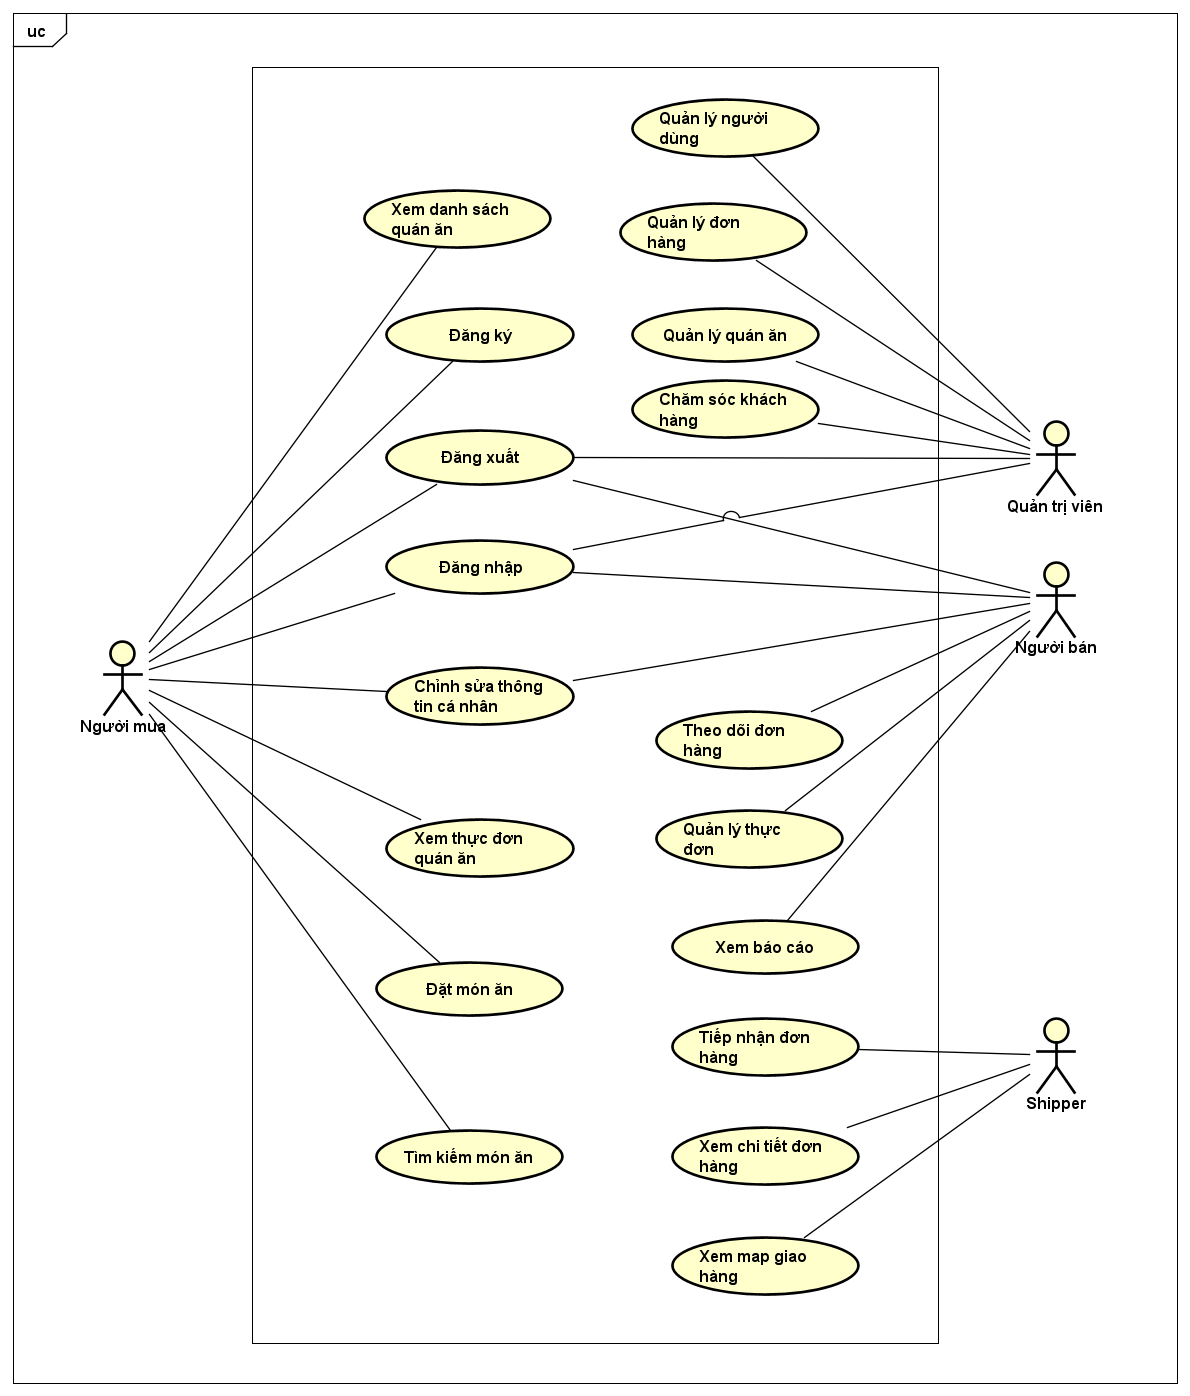 uc
Quản lý người
dùng
Xem danh sách
quán ăn
Quản lý đơn
hàng
Đăng ký
Quản lý quán ăn
Chăm sóc khách
hàng
Đăng xuất
Quản trị viên
Đăng nhập
Người bán
Chỉnh sửa thông
tin cá nhân
Người mua
Theo dõi đơn
hàng
Xem thực đơn
quán ăn
Quản lý thực
đơn
Xem báo cáo
Đặt món ăn
Tiếp nhận đơn
hàng
Shipper
Tìm kiếm món ăn
Xem chi tiết đơn
hàng
Xem map giao
hàng